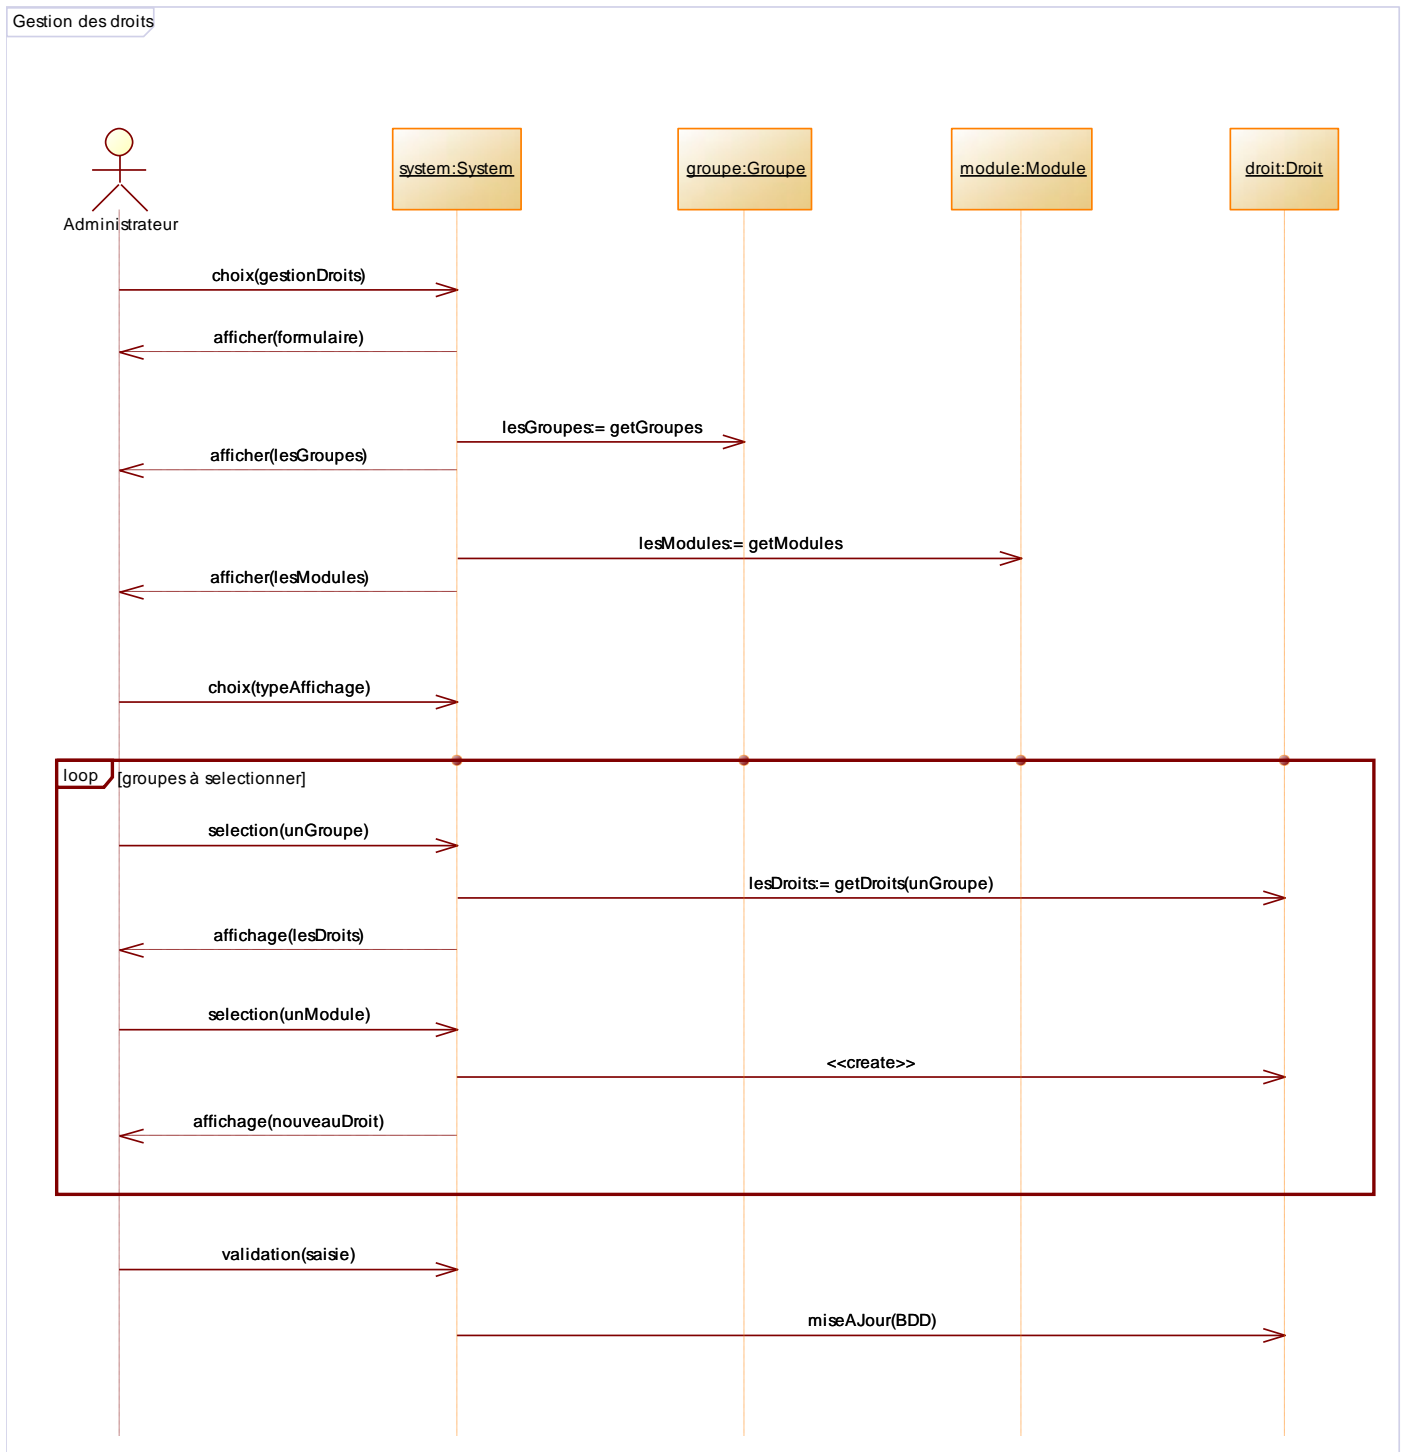 Gestion des droits
system:System
groupe:Groupe
module:Module
droit:Droit
Administrateur
choix(gestionDroits)
afficher(formulaire)
lesGroupes:= getGroupes
afficher(lesGroupes)
lesModules:= getModules
afficher(lesModules)
choix(typeAffichage)
loop
[groupes à selectionner]
selection(unGroupe)
lesDroits:= getDroits(unGroupe)
affichage(lesDroits)
selection(unModule)
<<create>>
affichage(nouveauDroit)
validation(saisie)
miseAJour(BDD)